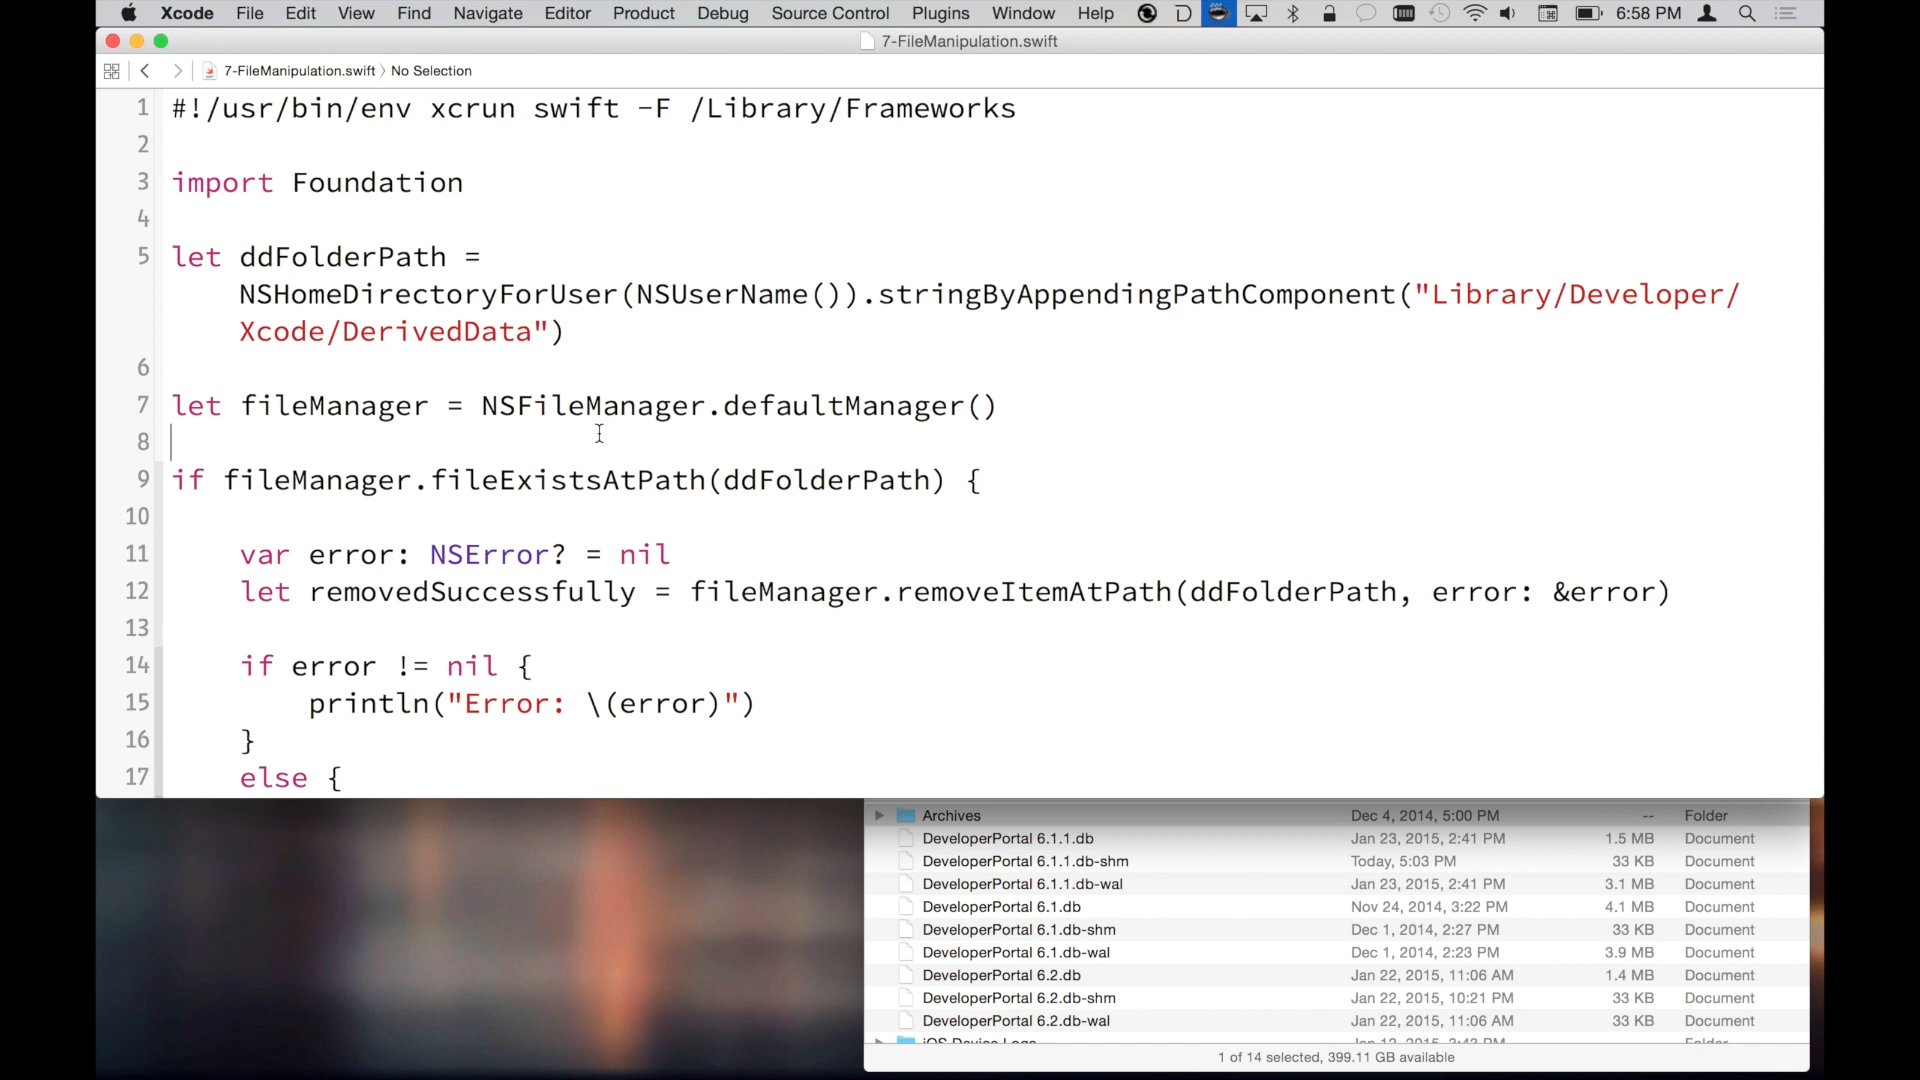 Xcode File Edit View Find Navigate Editor Product Debug Source Control Plugins Window Help 6:58 PM
7-FileManipulation.swift
7-FileManipulation.swift No Selection
1 #!/usr/bin/env xcrun swift -F /Library/Frameworks
2
3 import Foundation
4
5 let ddFolderPath =
NSHomeDirectoryForUser(NSUserName()).stringByAppendingPathComponent("Library/Developer/
Xcode/DerivedData")
6
7 let fileManager = NSFileManager.defaultManager()
8
9 if fileManager.fileExistsAtPath(ddFolderPath) {
10
11 var error: NSError? = nil
12 let removedSuccessfully = fileManager.removeItemAtPath(ddFolderPath, error: &error)
13
14 if error != nil {
15 println("Error: \(error)")
16 }
17 else {
Archives Dec 4, 2014, 5:00 PM -- Folder
DeveloperPortal 6.1.1.db Jan 23, 2015, 2:41 PM 1.5 MB Document
DeveloperPortal 6.1.1.db-shm Today, 5:03 PM 33 KB Document
DeveloperPortal 6.1.1.db-wal Jan 23, 2015, 2:41 PM 3.1 MB Document
DeveloperPortal 6.1.db Nov 24, 2014, 3:22 PM 4.1 MB Document
DeveloperPortal 6.1.db-shm Dec 1, 2014, 2:27 PM 33 KB Document
DeveloperPortal 6.1.db-wal Dec 1, 2014, 2:23 PM 3.9 MB Document
DeveloperPortal 6.2.db Jan 22, 2015, 11:06 AM 1.4 MB Document
DeveloperPortal 6.2.db-shm Jan 22, 2015, 10:21 PM 33 KB Document
DeveloperPortal 6.2.db-wal Jan 22, 2015, 11:06 AM 33 KB Document
iOS Device Logs
1 of 14 selected, 399.11 GB available